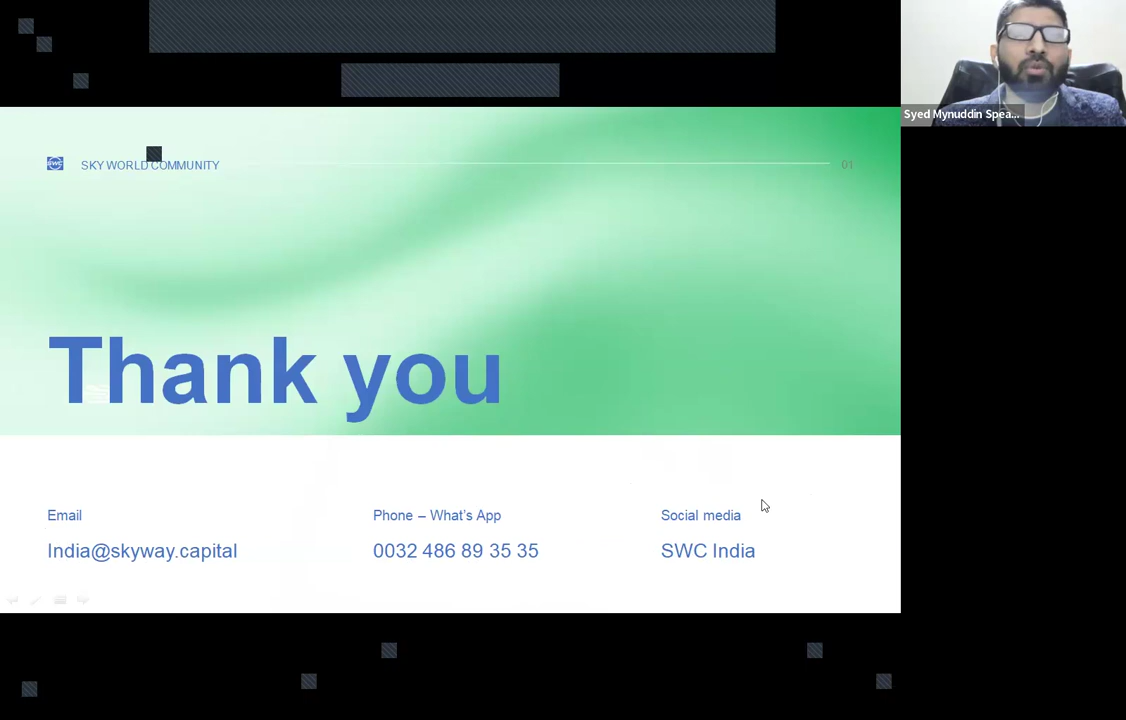 Syed Mynuddin Spea...
SWC
SKY WORLD COMMUNITY
01
Thank you
Email
Phone – What's App
Social media
India@skyway.capital
0032 486 89 35 35
SWC India